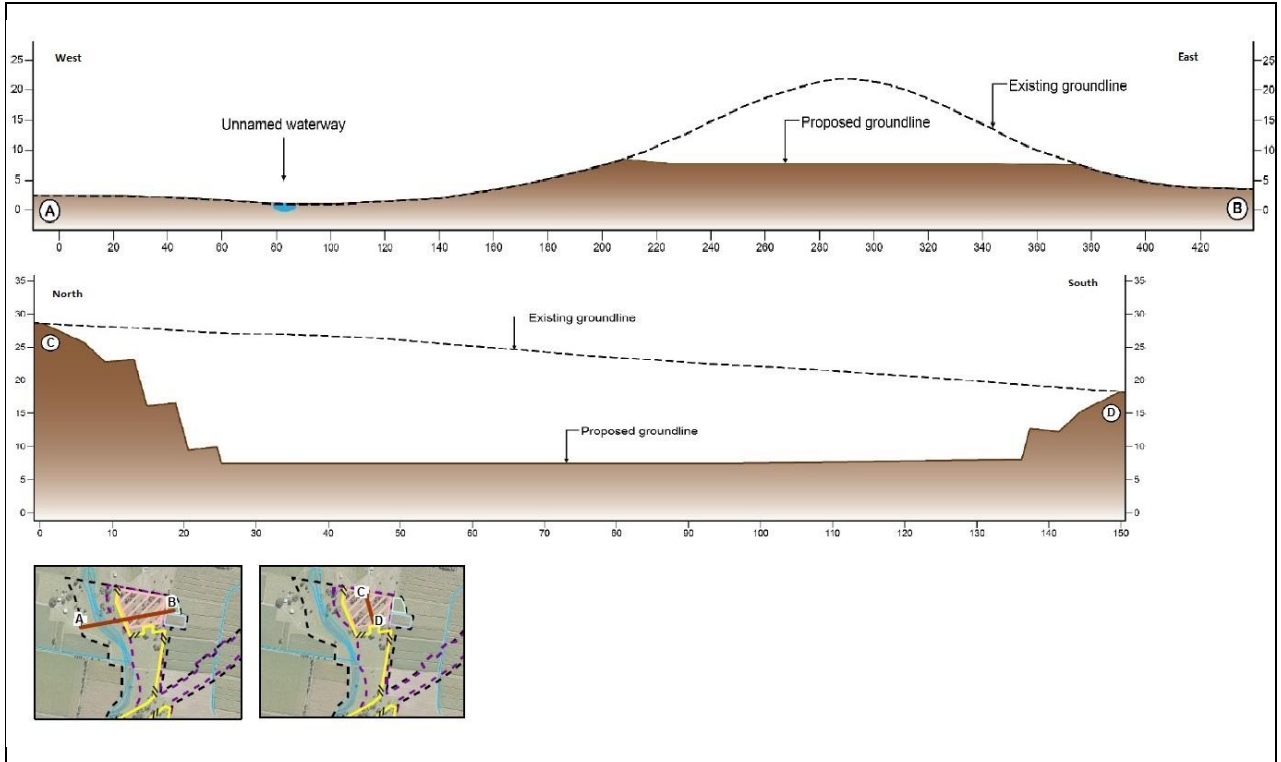 West
East
25
25
20
Existing groundline
20
Unnamed waterway
Proposed groundline
15
15
10
10
5
5
0
A
B
0
0 20 40 60 80 100 120 140 160 180 200 220 240 260 280 300 320 340 360 380 400 420
35
35
North
South
30
Existing groundline
30
C
25
25
20
20
15
D
15
10
Proposed groundline
10
5
5
0
0
0 10 20 30 40 50 60 70 80 90 100 110 120 130 140 150
A
B
C
D